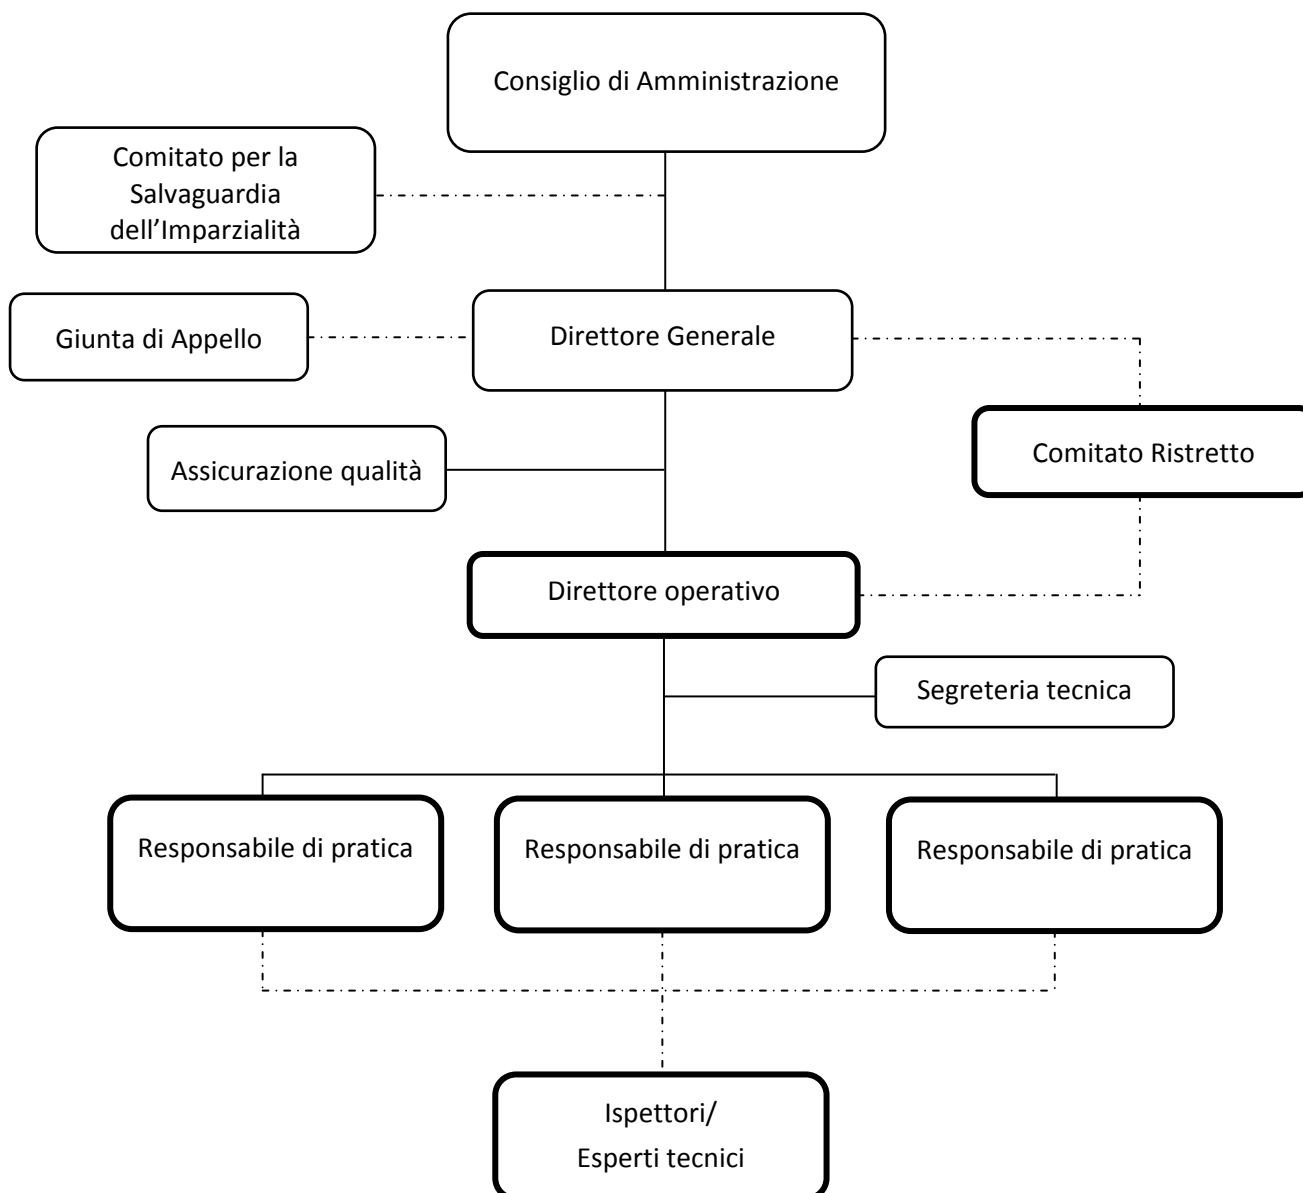 Consiglio di Amministrazione
Comitato per la
Salvaguardia
dell’Imparzialità
Giunta di Appello
Direttore Generale
Comitato Ristretto
Assicurazione qualità
Direttore operativo
Segreteria tecnica
Responsabile di pratica
Responsabile di pratica
Responsabile di pratica
Ispettori/
Esperti tecnici